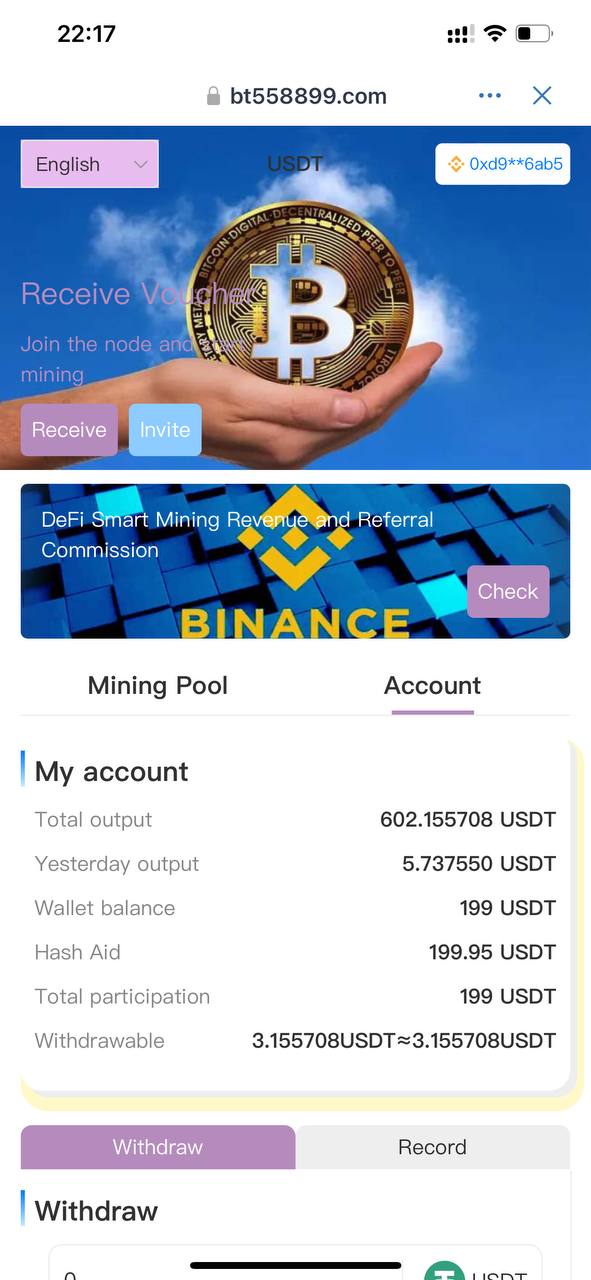 22:17
bt558899.com
English
USDT
0xd9**6ab5
BITCOIN·DIGITAL·DECENTRALIZED·PEER TO PEER
Receive Voucher
Join the node and start
mining
Receive
Invite
DeFi Smart Mining Revenue and Referral
Commission
Check
BINANCE
Mining Pool
Account
My account
Total output 602.155708 USDT
Yesterday output 5.737550 USDT
Wallet balance 199 USDT
Hash Aid 199.95 USDT
Total participation 199 USDT
Withdrawable 3.155708USDT≈3.155708USDT
Withdraw
Record
Withdraw
0
USDT